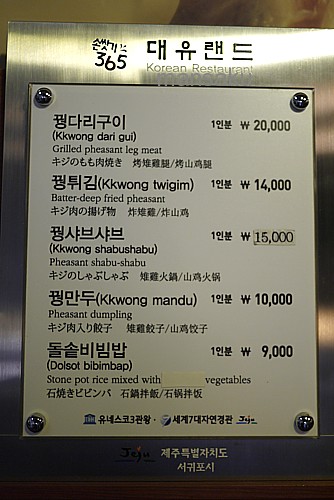 손씻기 365
대유랜드
Korean Restaurant
꿩다리구이 1인분 ₩ 20,000
(Kkwong dari gui)
Grilled pheasant leg meat
キジのもも肉焼き 烤雉雞腿/烤山鸡腿
꿩튀김(Kkwong twigim) 1인분 ₩ 14,000
Batter-deep fried pheasant
キジ肉の揚げ物 炸雉雞/炸山鸡
꿩샤브샤브 1인분 ₩ 15,000
(Kkwong shabushabu)
Pheasant shabu-shabu
キジのしゃぶしゃぶ 雉雞火鍋/山鸡火锅
꿩만두(Kkwong mandu) 1인분 ₩ 10,000
Pheasant dumpling
キジ肉入り餃子 雉雞餃子/山鸡饺子
돌솥비빔밥 1인분 ₩ 9,000
(Dolsot bibimbap)
Stone pot rice mixed with vegetables
石焼きビビンバ 石鍋拌飯/石锅拌饭
유네스코3관왕 · 세계7대자연경관 Jeju
Jeju 제주특별자치도
서귀포시